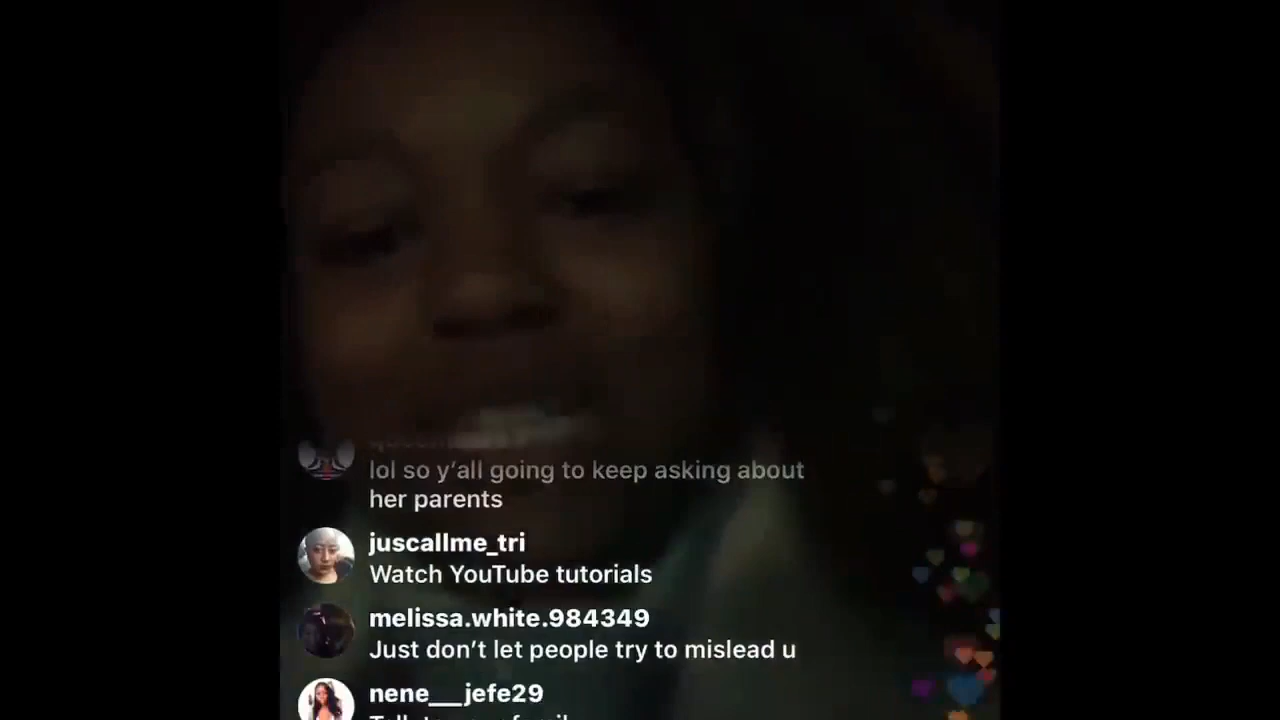 lol so y’all going to keep asking about
her parents
juscallme_tri
Watch YouTube tutorials
melissa.white.984349
Just don’t let people try to mislead u
nene___jefe29